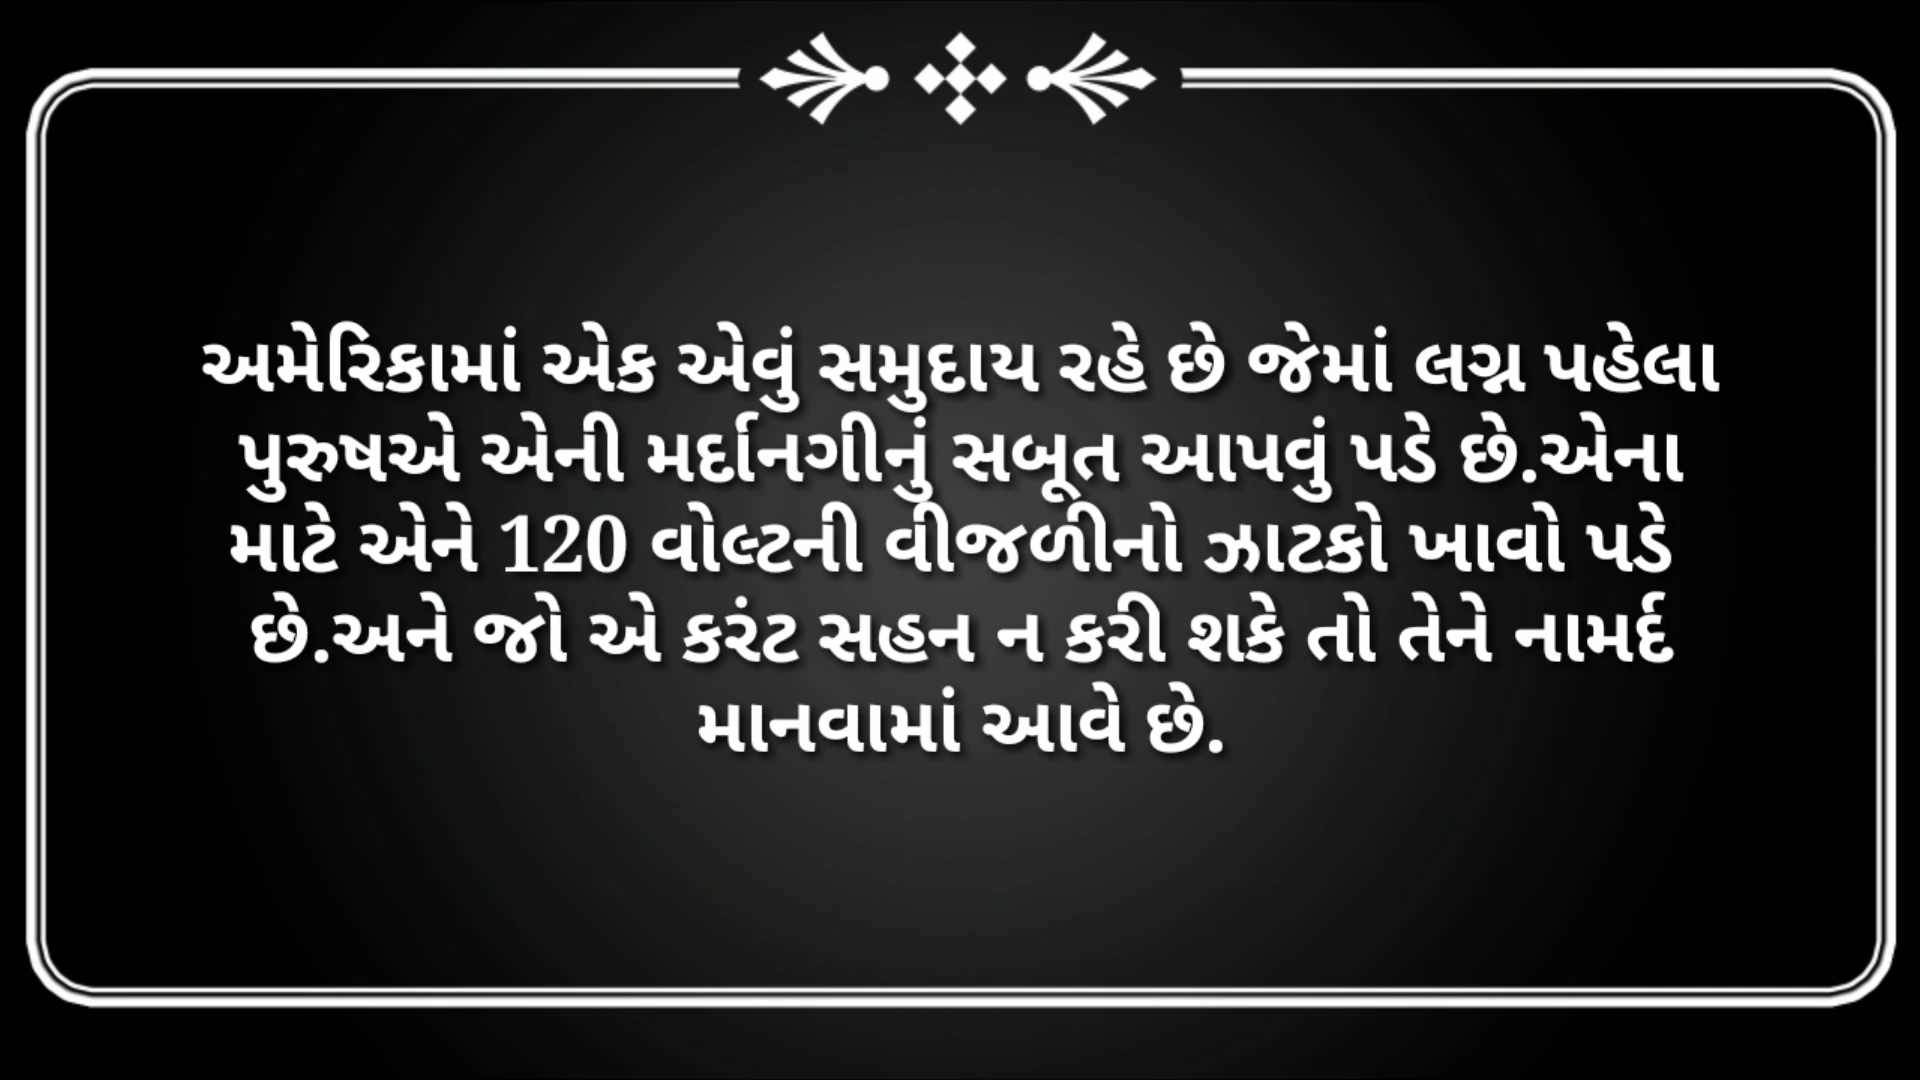 અમેરિકામાં એક એવું સમુદાય રહે છે જેમાં લગ્ન પહેલા
પુરુષએ એની મર્દાનગીનું સબૂત આપવું પડે છે.એના
માટે એને 120 વોલ્ટની વીજળીનો ઝાટકો ખાવો પડે
છે.અને જો એ કરંટ સહન ન કરી શકે તો તેને નામર્દ
માનવામાં આવે છે.